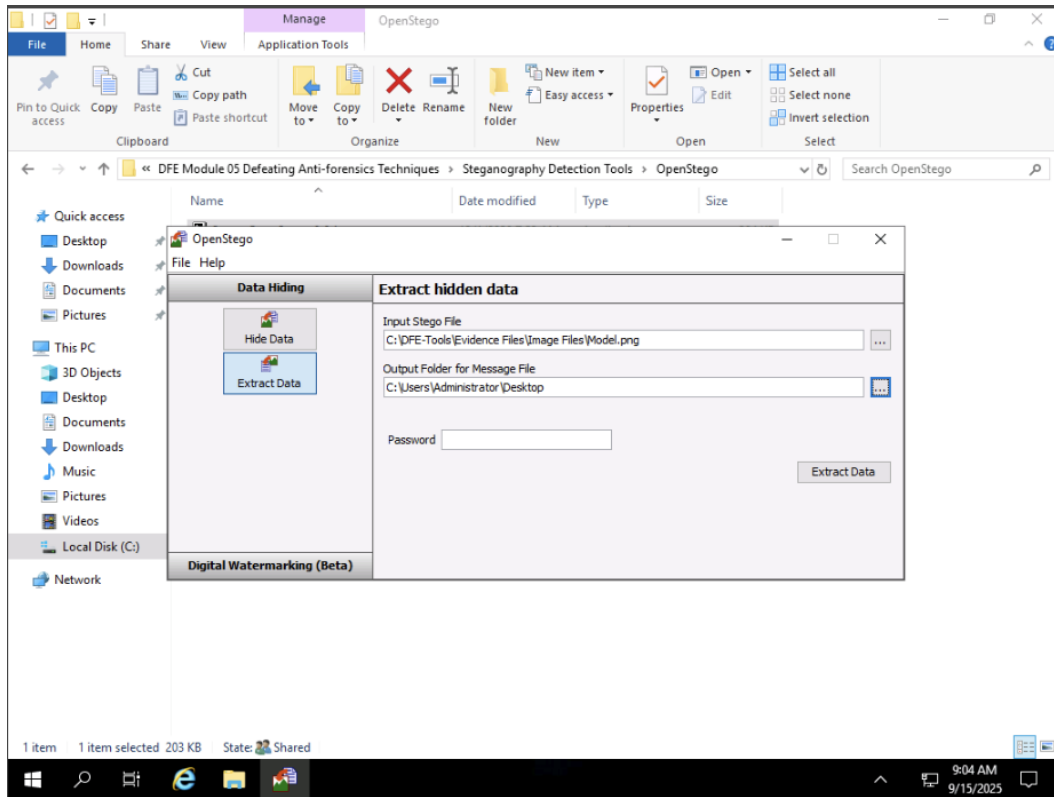 Manage
OpenStego
File
Home
Share
View
Application Tools
Pin to Quick access
Copy
Paste
Cut
Copy path
Paste shortcut
Clipboard
Move to
Copy to
Delete
Rename
Organize
New folder
New item
Easy access
New
Properties
Open
Edit
Open
Select all
Select none
Invert selection
Select
« DFE Module 05 Defeating Anti-forensics Techniques › Steganography Detection Tools › OpenStego
Search OpenStego
Name
Date modified
Type
Size
Quick access
Desktop
Downloads
Documents
Pictures
This PC
3D Objects
Desktop
Documents
Downloads
Music
Pictures
Videos
Local Disk (C:)
Network
OpenStego
File Help
Data Hiding
Hide Data
Extract Data
Digital Watermarking (Beta)
Extract hidden data
Input Stego File
C:\DFE-Tools\Evidence Files\Image Files\Model.png
...
Output Folder for Message File
C:\Users\Administrator\Desktop
...
Password
Extract Data
1 item
1 item selected 203 KB
State: Shared
9:04 AM
9/15/2025